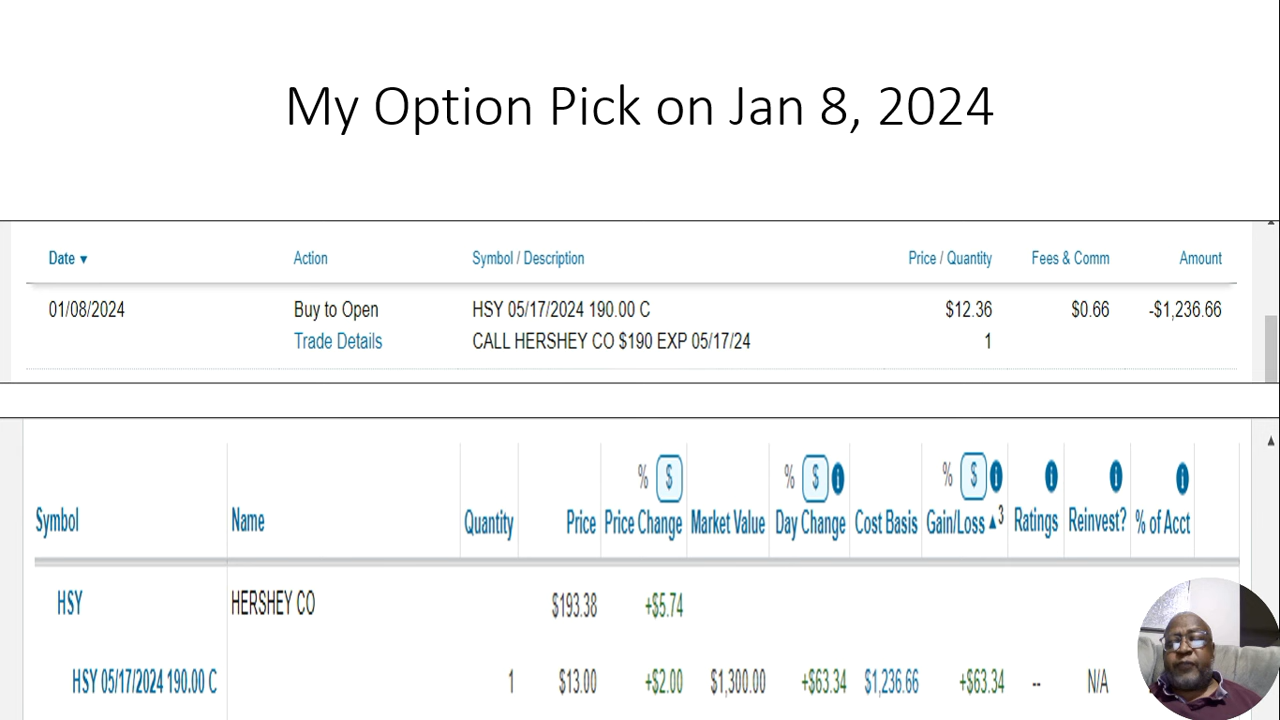 My Option Pick on Jan 8, 2024
Date ▼ Action Symbol / Description Price / Quantity Fees & Comm Amount
01/08/2024 Buy to Open HSY 05/17/2024 190.00 C $12.36 $0.66 -$1,236.66
Trade Details CALL HERSHEY CO $190 EXP 05/17/24 1
% $ % $ i % $ i i i i
Symbol Name Quantity Price Price Change Market Value Day Change Cost Basis Gain/Loss ▲3 Ratings Reinvest? % of Acct
HSY HERSHEY CO $193.38 +$5.74
HSY 05/17/2024 190.00 C 1 $13.00 +$2.00 $1,300.00 +$63.34 $1,236.66 +$63.34 -- N/A